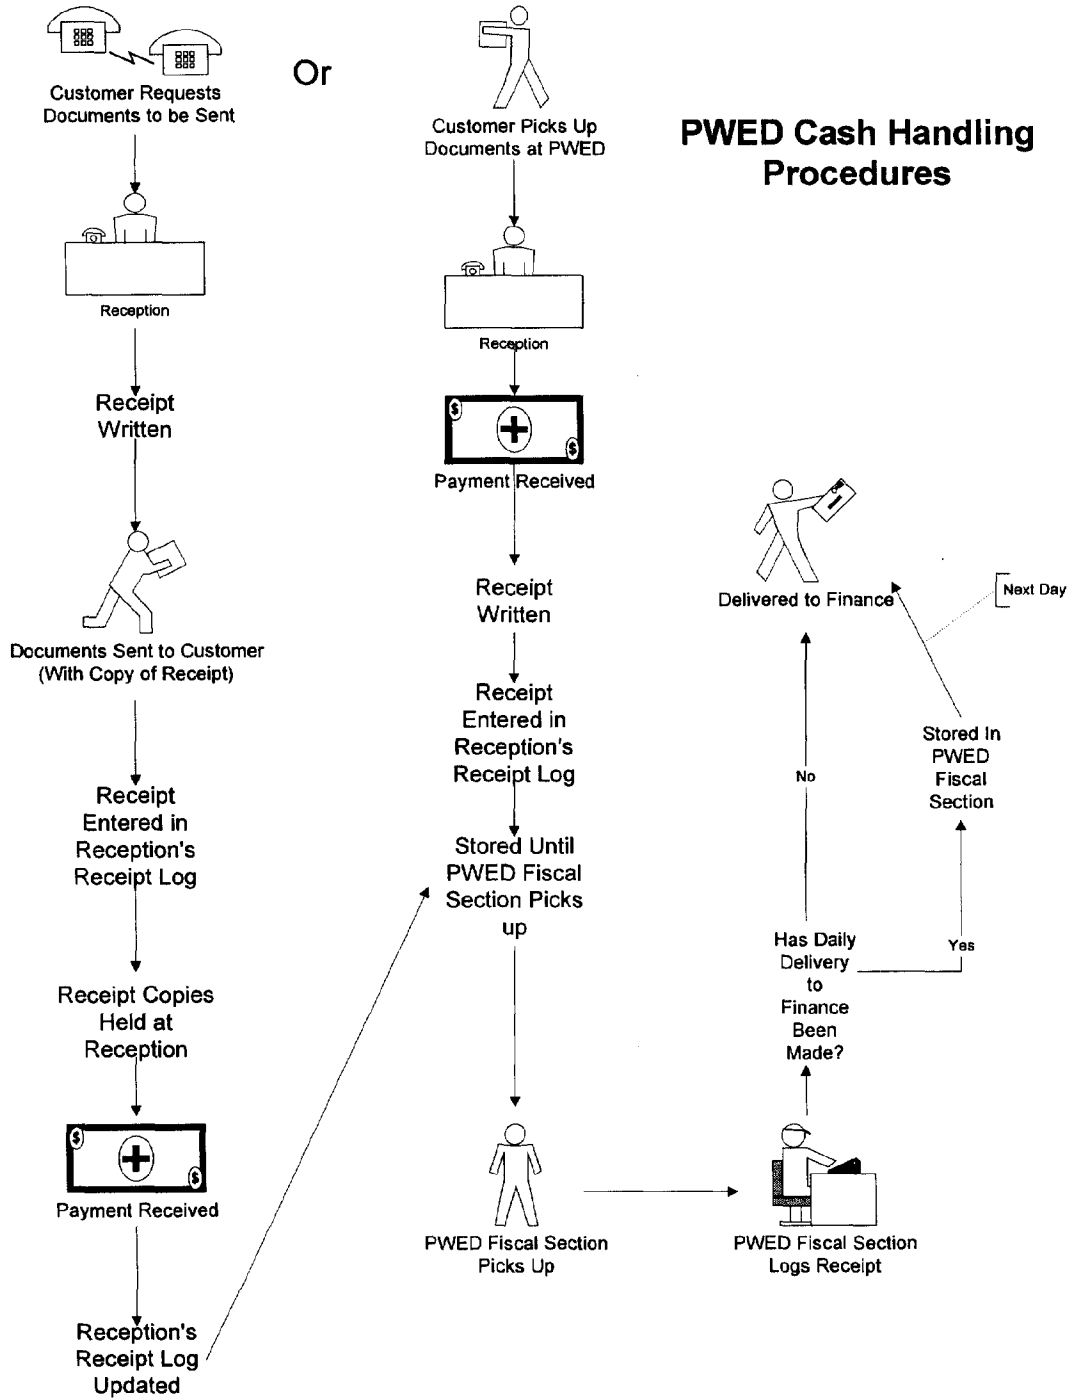 Customer Requests
Documents to be Sent
Or
Customer Picks Up
Documents at PWED
PWED Cash Handling
Procedures
Reception
Receipt
Written
Documents Sent to Customer
(With Copy of Receipt)
Receipt
Entered in
Reception's
Receipt Log
Receipt Copies
Held at
Reception
$
$
Payment Received
Reception's
Receipt Log
Updated
Reception
$
$
Payment Received
Receipt
Written
Receipt
Entered in
Reception's
Receipt Log
Stored Until
PWED Fiscal
Section Picks
up
PWED Fiscal Section
Picks Up
PWED Fiscal Section
Logs Receipt
Has Daily
Delivery
to
Finance
Been
Made?
No
Yes
Stored In
PWED
Fiscal
Section
Next Day
Delivered to Finance